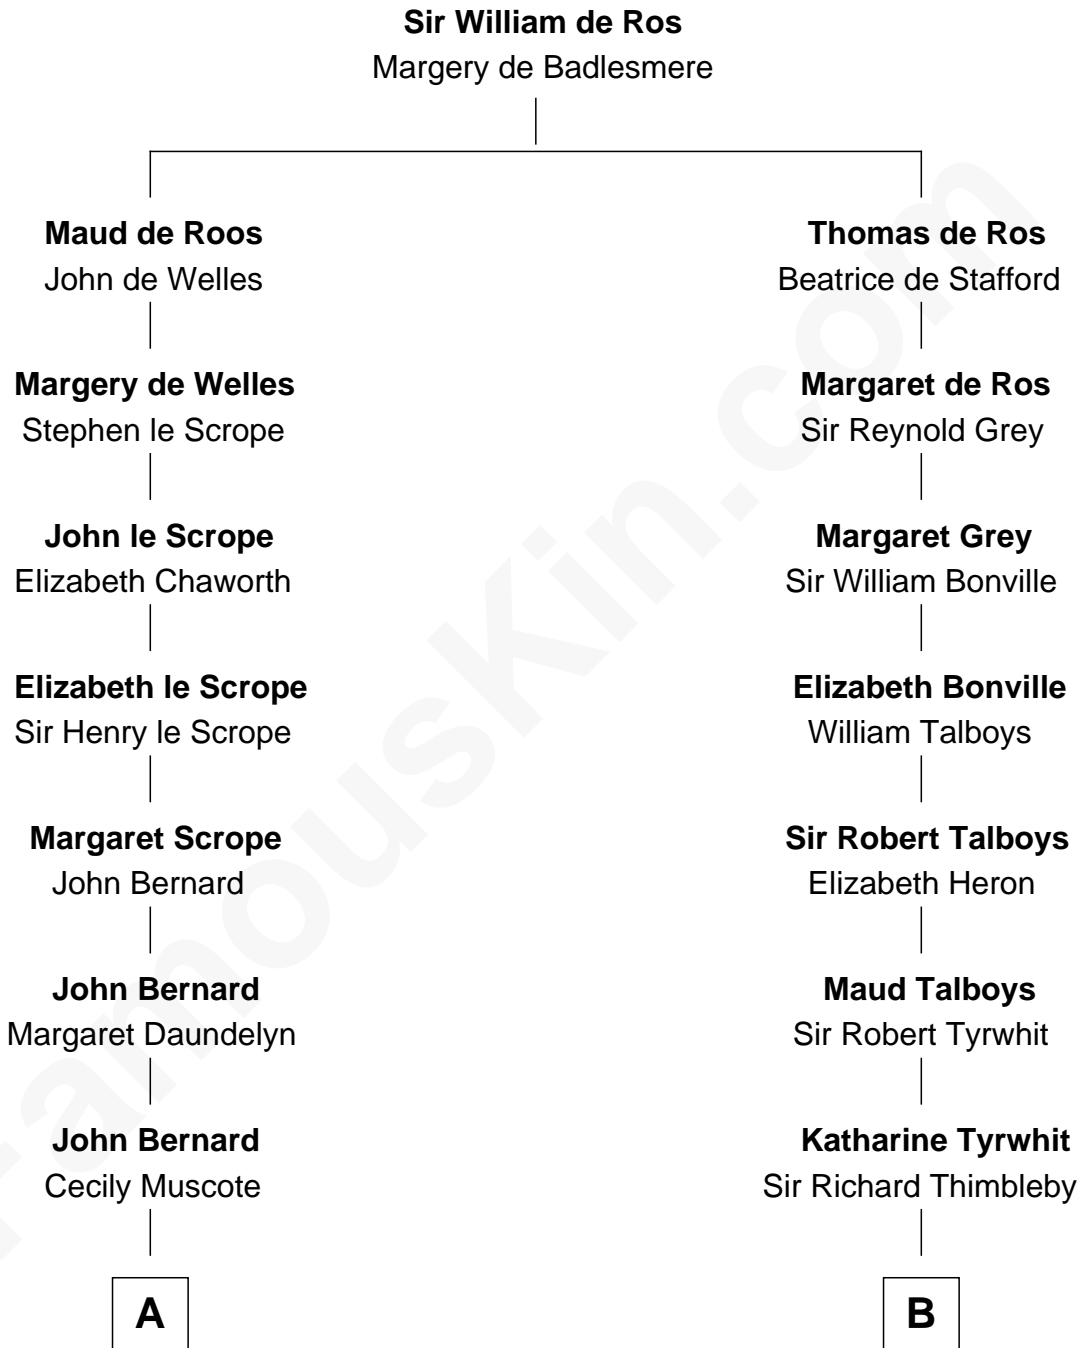 Sir William de Ros
Margery de Badlesmere
Maud de Roos
John de Welles
Margery de Welles
Stephen le Scrope
John le Scrope
Elizabeth Chaworth
Elizabeth le Scrope
Sir Henry le Scrope
Margaret Scrope
John Bernard
John Bernard
Margaret Daundelyn
John Bernard
Cecily Muscote
A
Thomas de Ros
Beatrice de Stafford
Margaret de Ros
Sir Reynold Grey
Margaret Grey
Sir William Bonville
Elizabeth Bonville
William Talboys
Sir Robert Talboys
Elizabeth Heron
Maud Talboys
Sir Robert Tyrwhit
Katharine Tyrwhit
Sir Richard Thimbleby
B
FamousKin.com